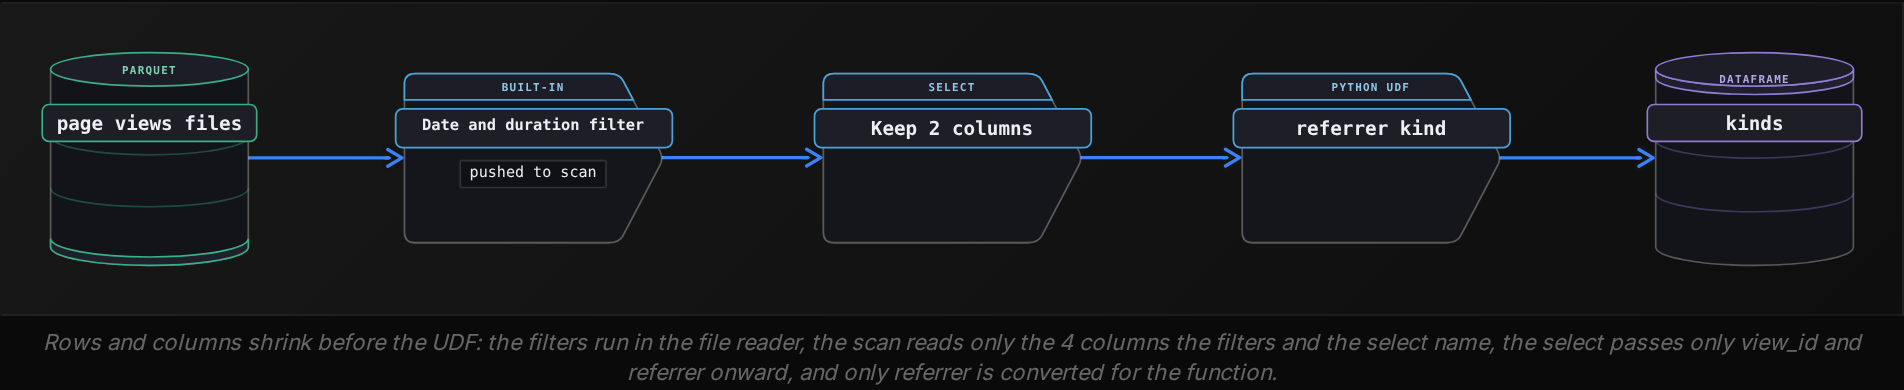 PARQUET
page views files
BUILT-IN
Date and duration filter
pushed to scan
SELECT
Keep 2 columns
PYTHON UDF
referrer kind
DATAFRAME
kinds
Rows and columns shrink before the UDF: the filters run in the file reader, the scan reads only the 4 columns the filters and the select name, the select passes only view_id and
referrer onward, and only referrer is converted for the function.